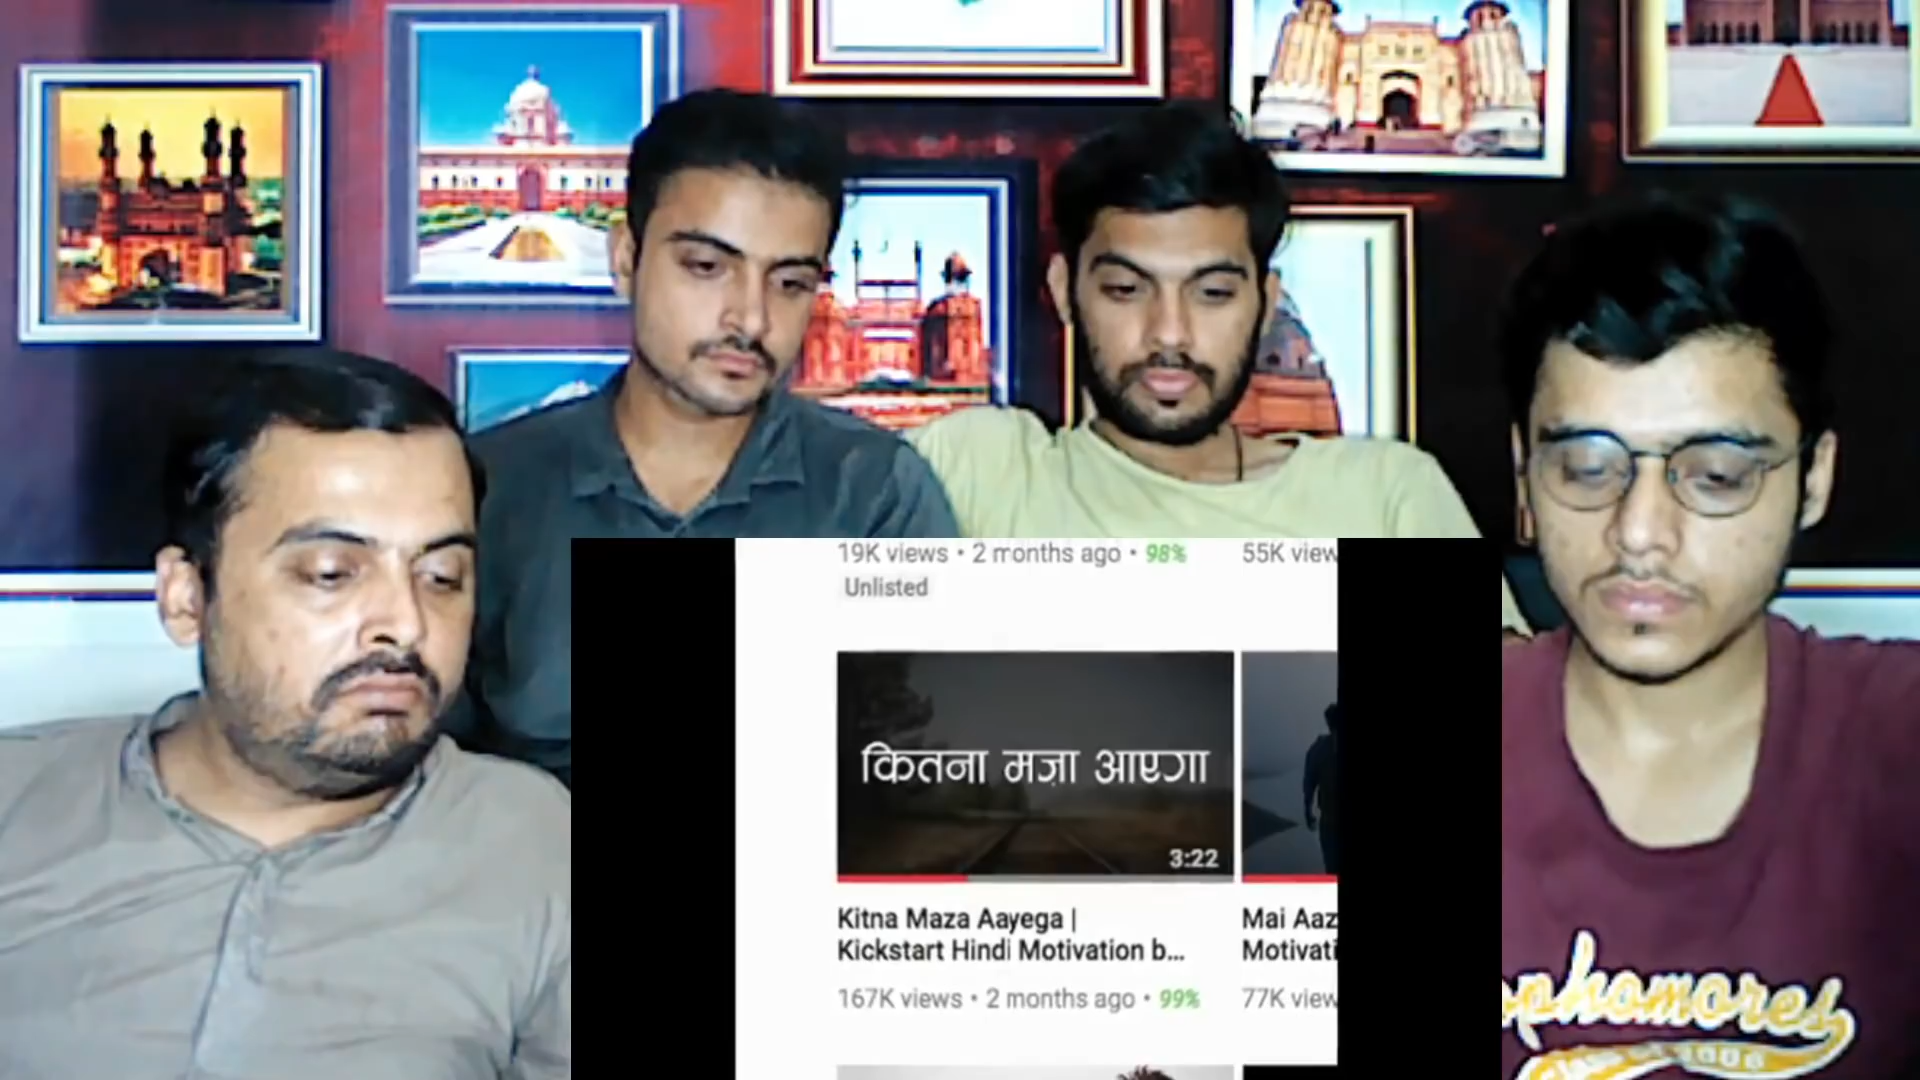 19K views • 2 months ago • 98%
55K view
Unlisted
कितना मज़ा आएगा
3:22
Kitna Maza Aayega |
Kickstart Hindi Motivation b...
167K views • 2 months ago • 99%
Mai Aaz
Motivati
77K view
ophomores